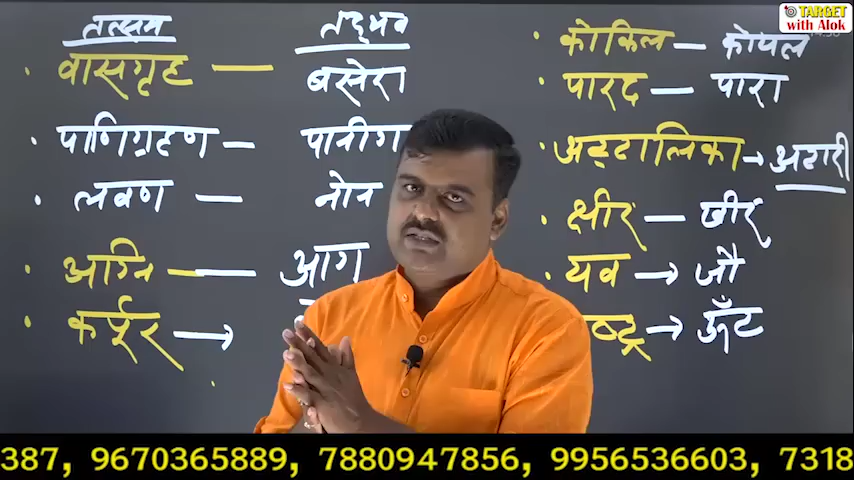 तत्सम तद्भव
वासगृह — बसेरा
पाणिग्रहण — पानीग
लवण — नोन
अग्नि — आग
कर्पूर →
कोकिल — कोयल
पारद — पारा
अट्टालिका → अटारी
क्षीर — खीर
यव → जौ
ष्ट्र → ऊँट
TARGET
with Alok
387, 9670365889, 7880947856, 9956536603, 7318